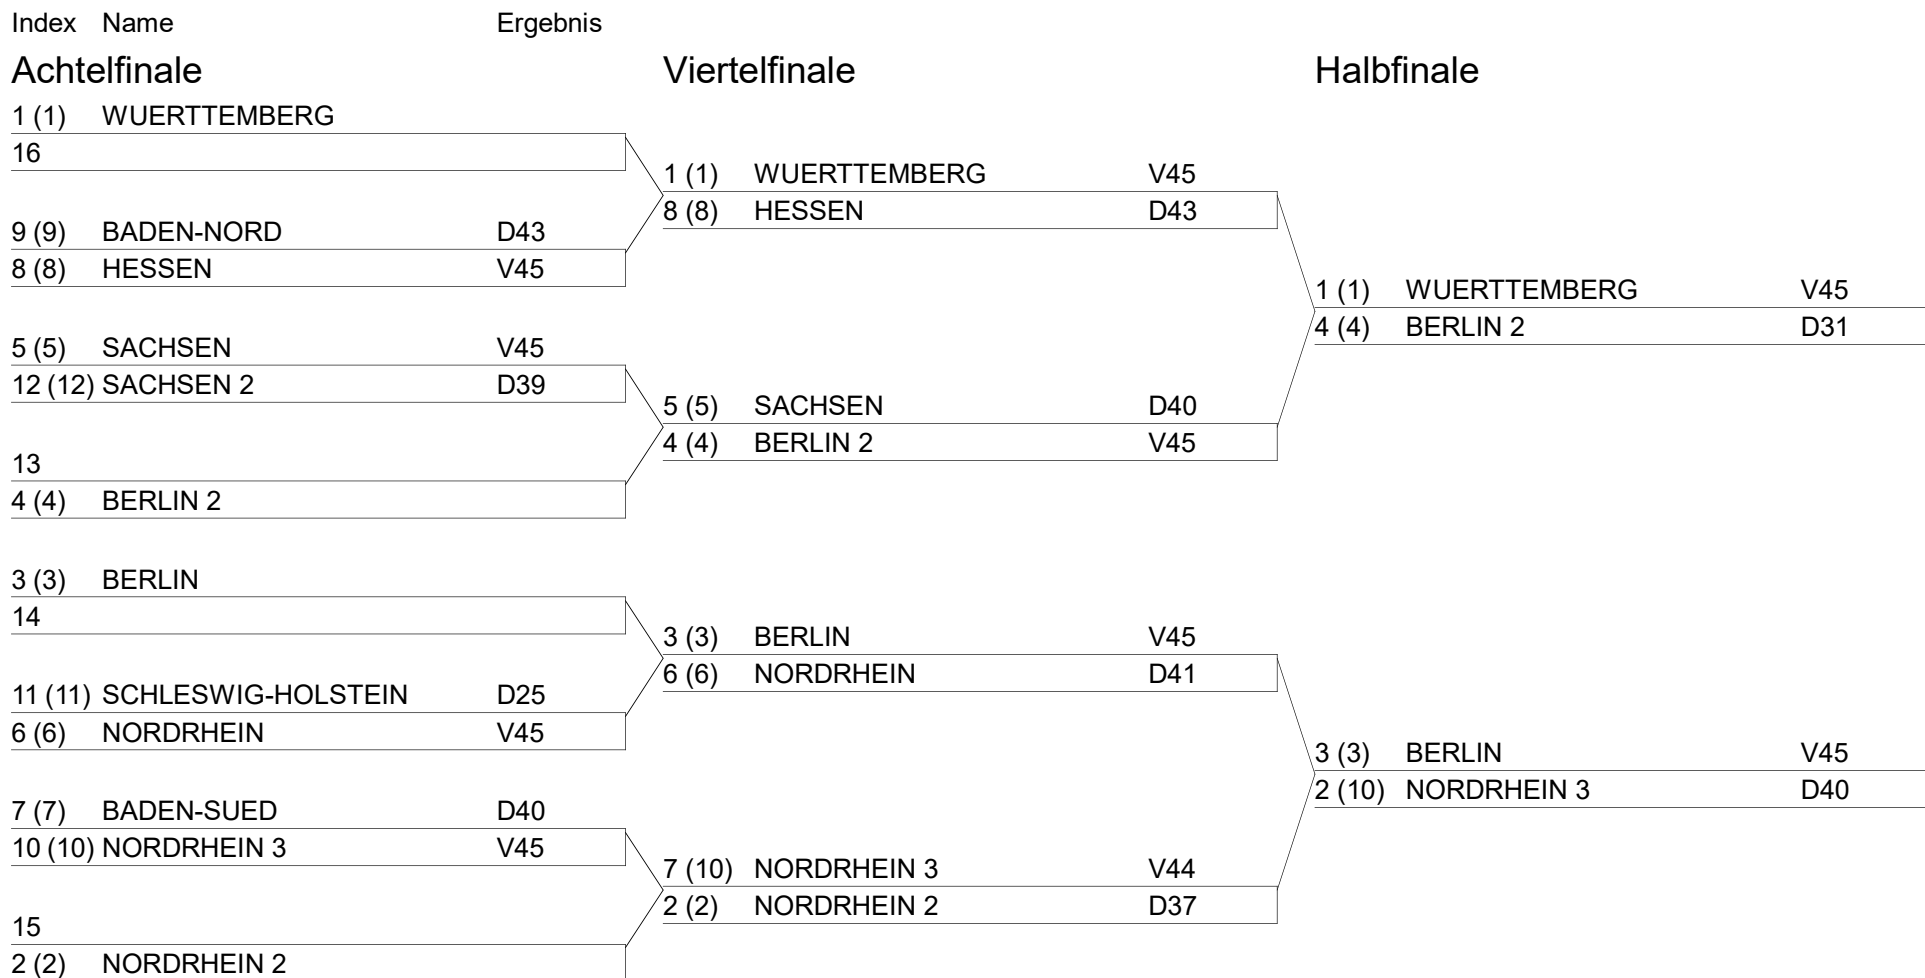 Index Name Ergebnis
Achtelfinale
1 (1) WUERTTEMBERG
16
9 (9) BADEN-NORD D43
8 (8) HESSEN V45
5 (5) SACHSEN V45
12 (12) SACHSEN 2 D39
13
4 (4) BERLIN 2
3 (3) BERLIN
14
11 (11) SCHLESWIG-HOLSTEIN D25
6 (6) NORDRHEIN V45
7 (7) BADEN-SUED D40
10 (10) NORDRHEIN 3 V45
15
2 (2) NORDRHEIN 2
Viertelfinale
1 (1) WUERTTEMBERG V45
8 (8) HESSEN D43
5 (5) SACHSEN D40
4 (4) BERLIN 2 V45
3 (3) BERLIN V45
6 (6) NORDRHEIN D41
7 (10) NORDRHEIN 3 V44
2 (2) NORDRHEIN 2 D37
Halbfinale
1 (1) WUERTTEMBERG V45
4 (4) BERLIN 2 D31
3 (3) BERLIN V45
2 (10) NORDRHEIN 3 D40